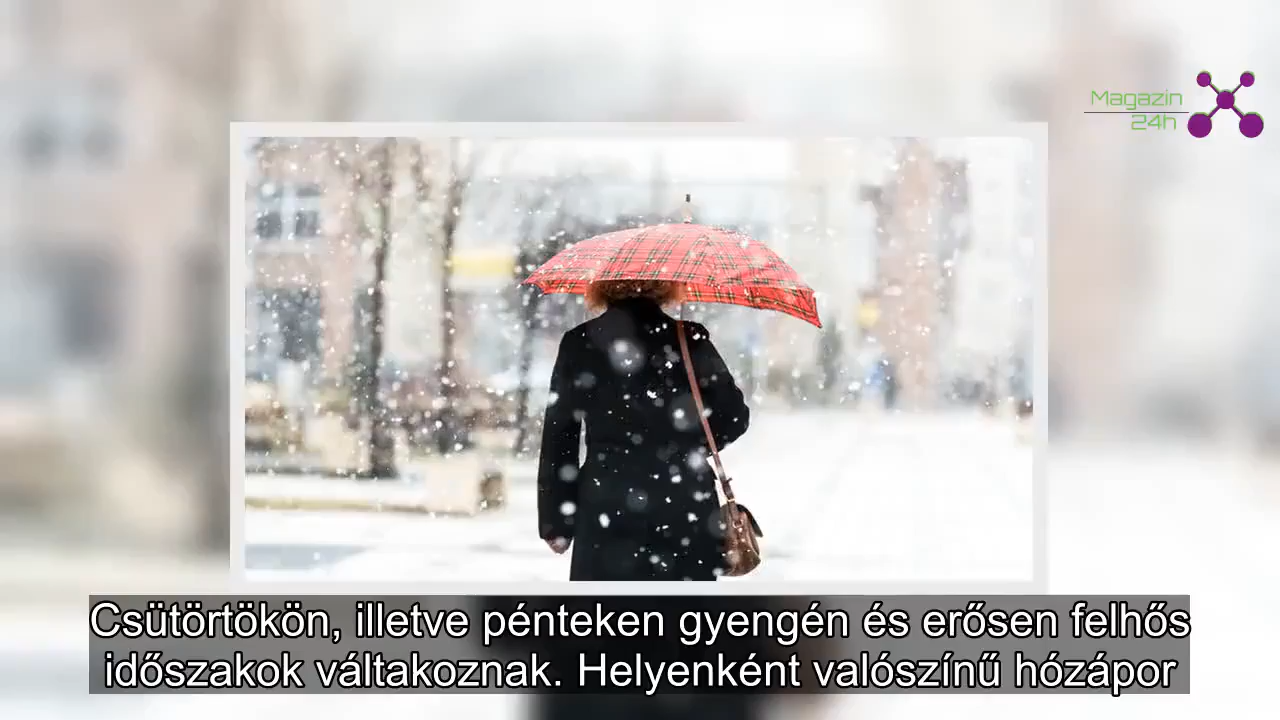 Magazin
24h
Csütörtökön, illetve pénteken gyengén és erősen felhős
időszakok váltakoznak. Helyenként valószínű hózápor